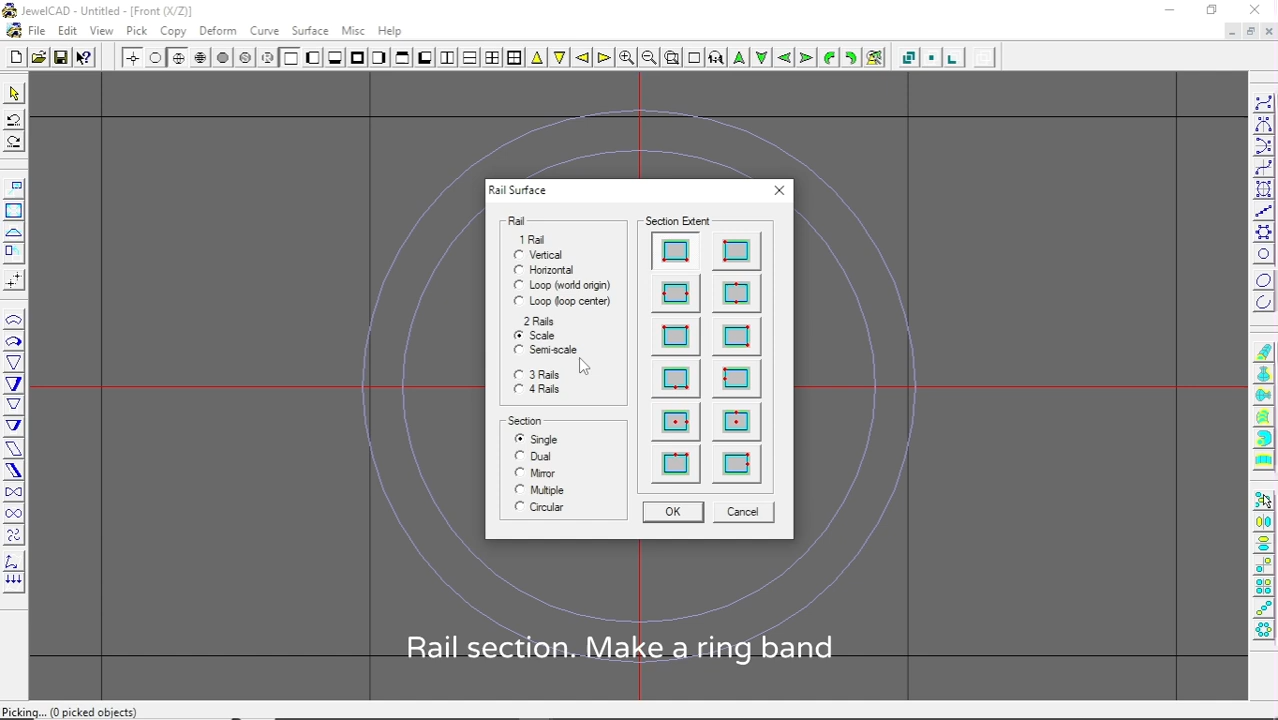 JewelCAD - Untitled - [Front (X/Z)]
File Edit View Pick Copy Deform Curve Surface Misc Help
Rail Surface
Rail
1 Rail
Vertical
Horizontal
Loop (world origin)
Loop (loop center)
2 Rails
Scale
Semi-scale
3 Rails
4 Rails
Section
Single
Dual
Mirror
Multiple
Circular
Section Extent
OK Cancel
Rail section. Make a ring band
Picking... (0 picked objects)